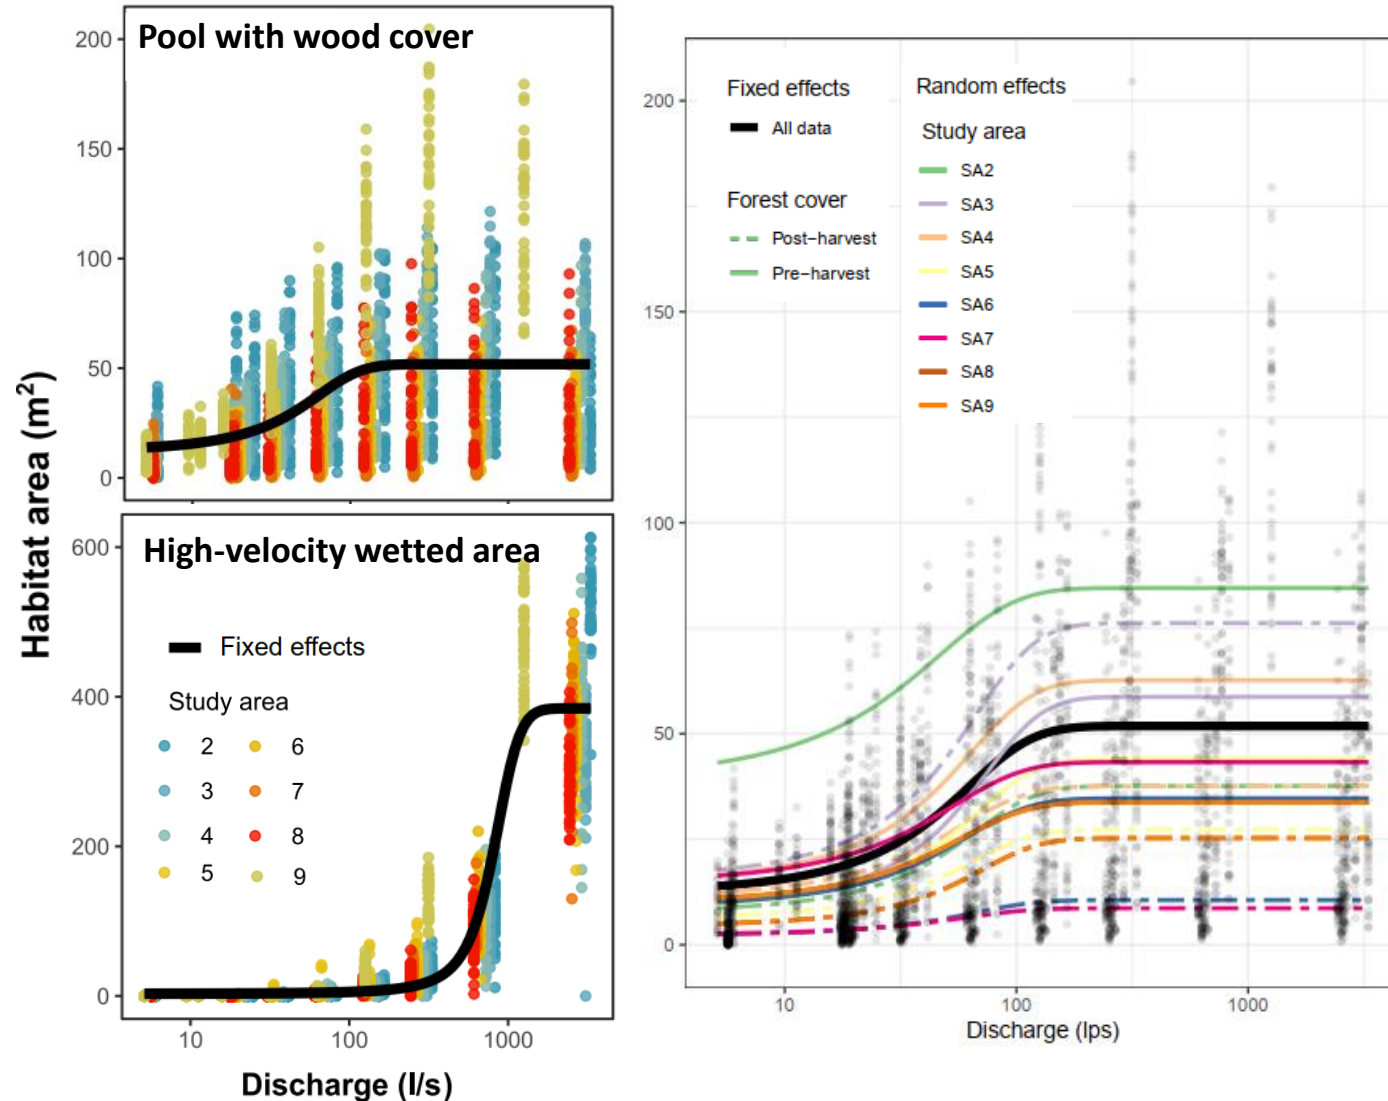 Habitat area (m²)
Pool with wood cover
200
150
100
50
0
High-velocity wetted area
600
400
200
0
Fixed effects
Study area
2 6
3 7
4 8
5 9
10 100 1000
Discharge (l/s)
Fixed effects
All data
Forest cover
Post-harvest
Pre-harvest
Random effects
Study area
SA2
SA3
SA4
SA5
SA6
SA7
SA8
SA9
200
150
100
50
0
10 100 1000
Discharge (lps)